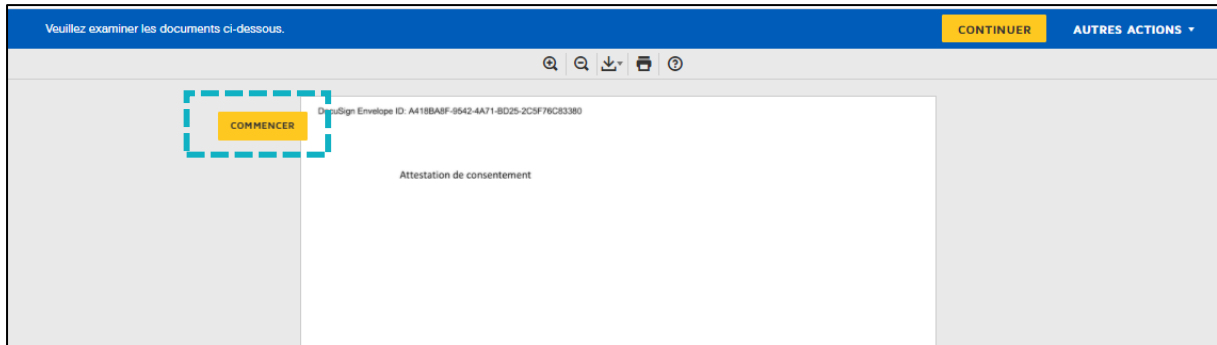 Veuillez examiner les documents ci-dessous.
CONTINUER
AUTRES ACTIONS
COMMENCER
DocuSign Envelope ID: A418BA8F-9542-4A71-BD25-2C5F76C83380
Attestation de consentement